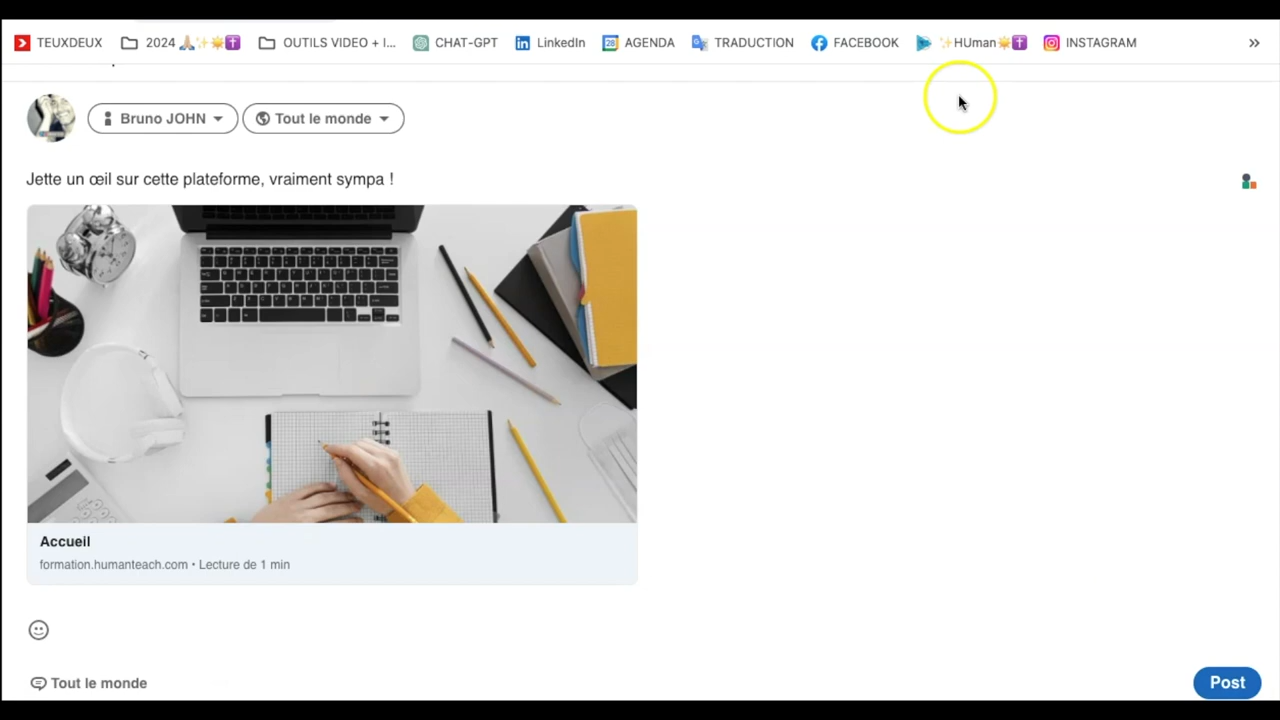 TEUXDEUX 2024 🙏🏼✨☀️✝️ OUTILS VIDEO + I... CHAT-GPT LinkedIn 28 AGENDA TRADUCTION FACEBOOK ✨HUman☀️✝️ INSTAGRAM »
Bruno JOHN Tout le monde
Jette un œil sur cette plateforme, vraiment sympa !
Accueil
formation.humanteach.com • Lecture de 1 min
Tout le monde
Post